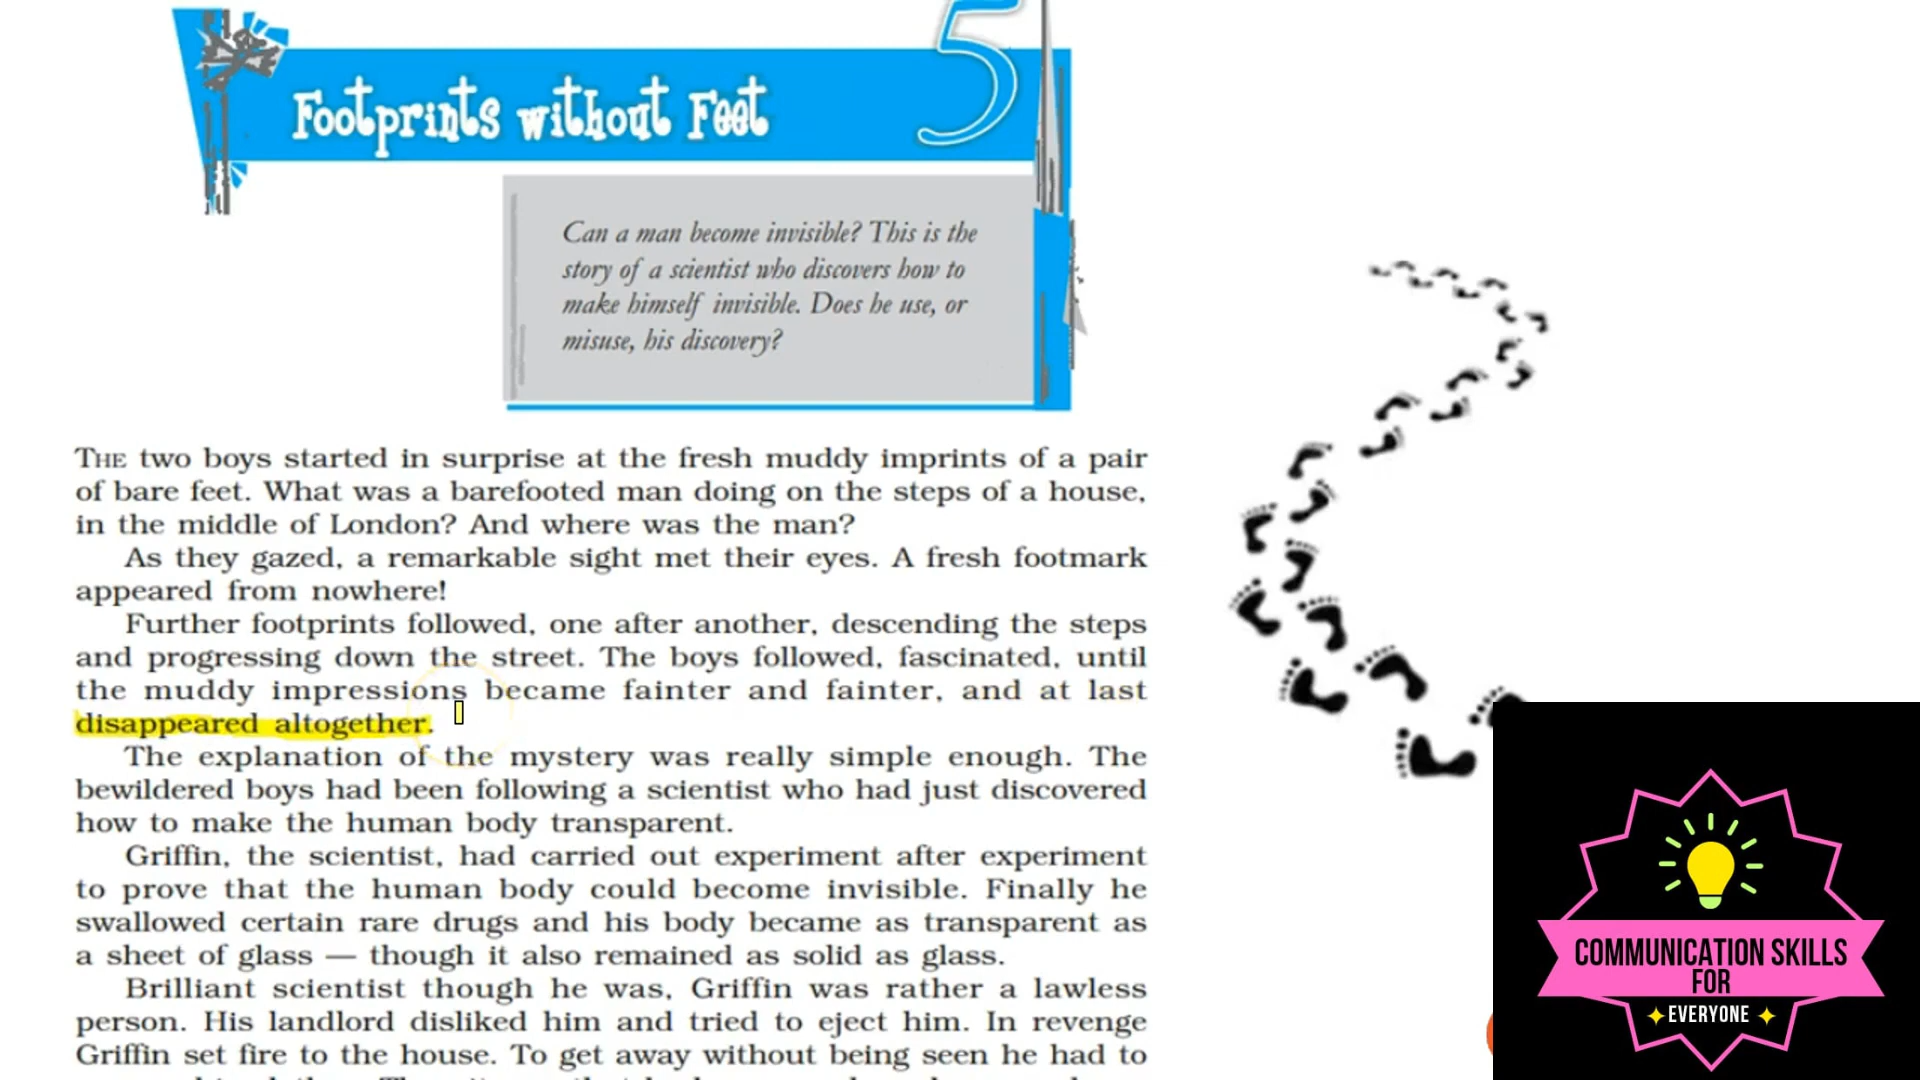 5
Footprints without Feet
Can a man become invisible? This is the
story of a scientist who discovers how to
make himself invisible. Does he use, or
misuse, his discovery?
THE two boys started in surprise at the fresh muddy imprints of a pair
of bare feet. What was a barefooted man doing on the steps of a house,
in the middle of London? And where was the man?
As they gazed, a remarkable sight met their eyes. A fresh footmark
appeared from nowhere!
Further footprints followed, one after another, descending the steps
and progressing down the street. The boys followed, fascinated, until
the muddy impressions became fainter and fainter, and at last
disappeared altogether.
The explanation of the mystery was really simple enough. The
bewildered boys had been following a scientist who had just discovered
how to make the human body transparent.
Griffin, the scientist, had carried out experiment after experiment
to prove that the human body could become invisible. Finally he
swallowed certain rare drugs and his body became as transparent as
a sheet of glass — though it also remained as solid as glass.
Brilliant scientist though he was, Griffin was rather a lawless
person. His landlord disliked him and tried to eject him. In revenge
Griffin set fire to the house. To get away without being seen he had to
COMMUNICATION SKILLS
FOR
EVERYONE